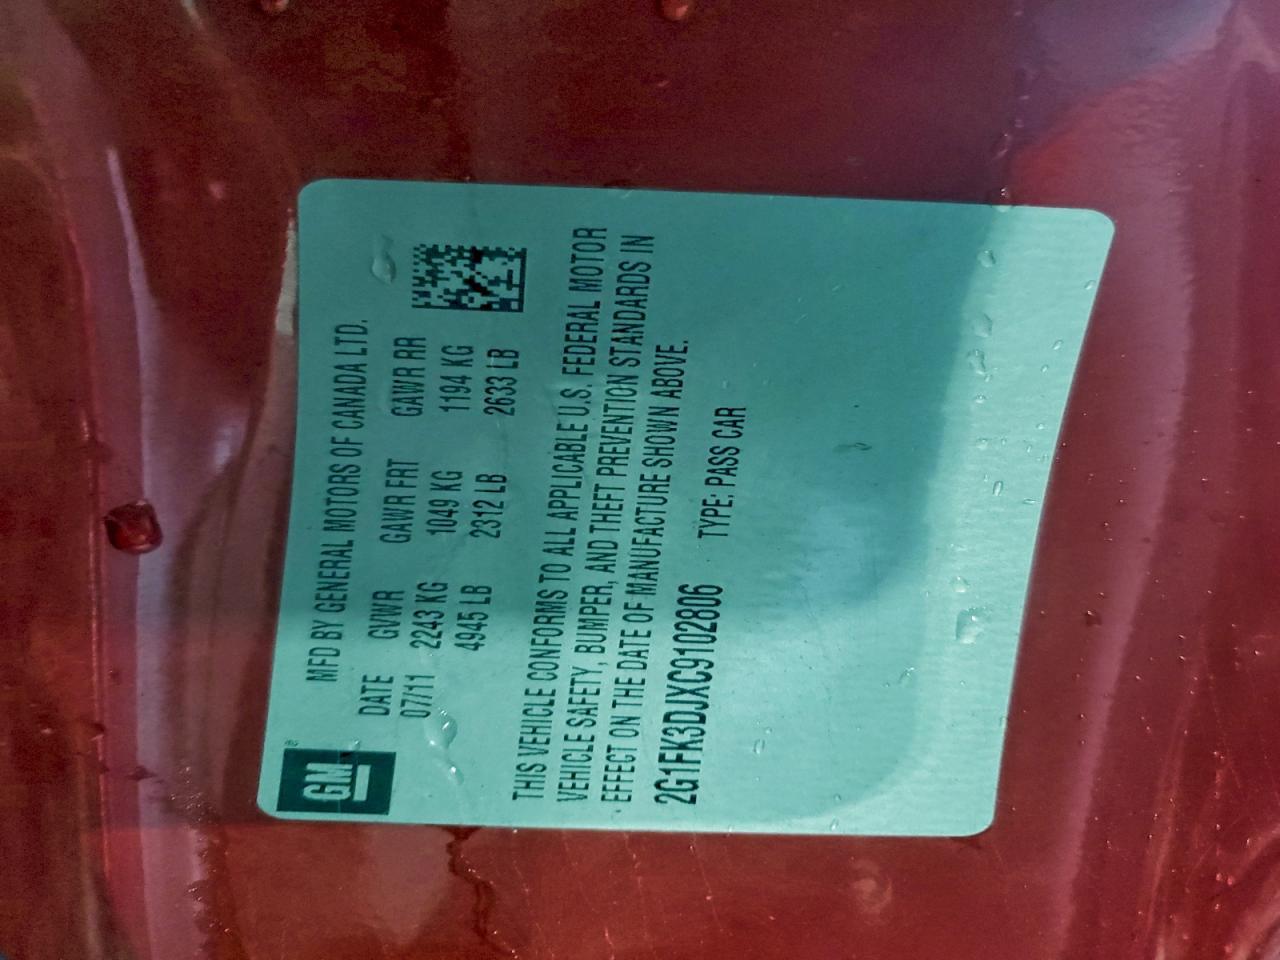 GM®
MFD BY GENERAL MOTORS OF CANADA LTD.
DATE GVWR GAWR FRT GAWR RR
07/11 2243 KG 1049 KG 1194 KG
4945 LB 2312 LB 2633 LB
THIS VEHICLE CONFORMS TO ALL APPLICABLE U.S. FEDERAL MOTOR
VEHICLE SAFETY, BUMPER, AND THEFT PREVENTION STANDARDS IN
EFFECT ON THE DATE OF MANUFACTURE SHOWN ABOVE.
2G1FK3DJXC9102806 TYPE: PASS CAR